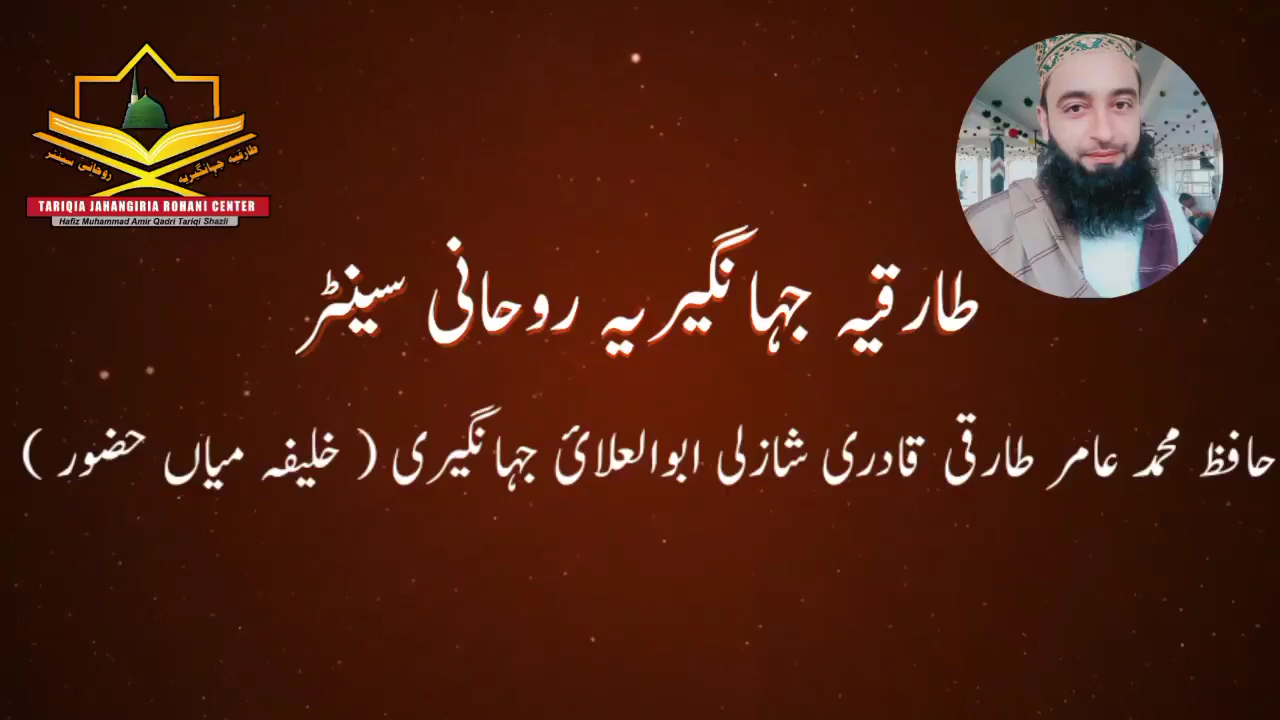 طارقیہ جہانگیریہ روحانی سینٹر
TARIQIA JAHANGIRIA ROHANI CENTER
Hafiz Muhammad Amir Qadri Tariqi Shazli
طارقیہ جہانگیریہ روحانی سینٹر
حافظ محمد عامر طارقی قادری شازلی ابوالعلائ جہانگیری ( خلیفہ میاں حضور )